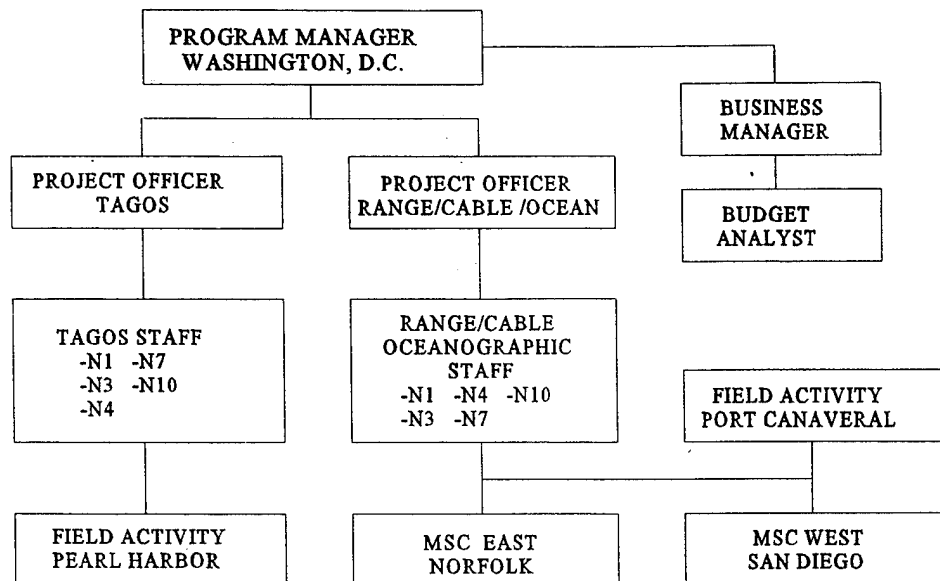 PROGRAM MANAGER
WASHINGTON, D.C.
BUSINESS
MANAGER
PROJECT OFFICER
TAGOS
PROJECT OFFICER
RANGE/CABLE /OCEAN
BUDGET
ANALYST
TAGOS STAFF
-N1 -N7
-N3 -N10
-N4
RANGE/CABLE
OCEANOGRAPHIC
STAFF
-N1 -N4 -N10
-N3 -N7
FIELD ACTIVITY
PORT CANAVERAL
FIELD ACTIVITY
PEARL HARBOR
MSC EAST
NORFOLK
MSC WEST
SAN DIEGO